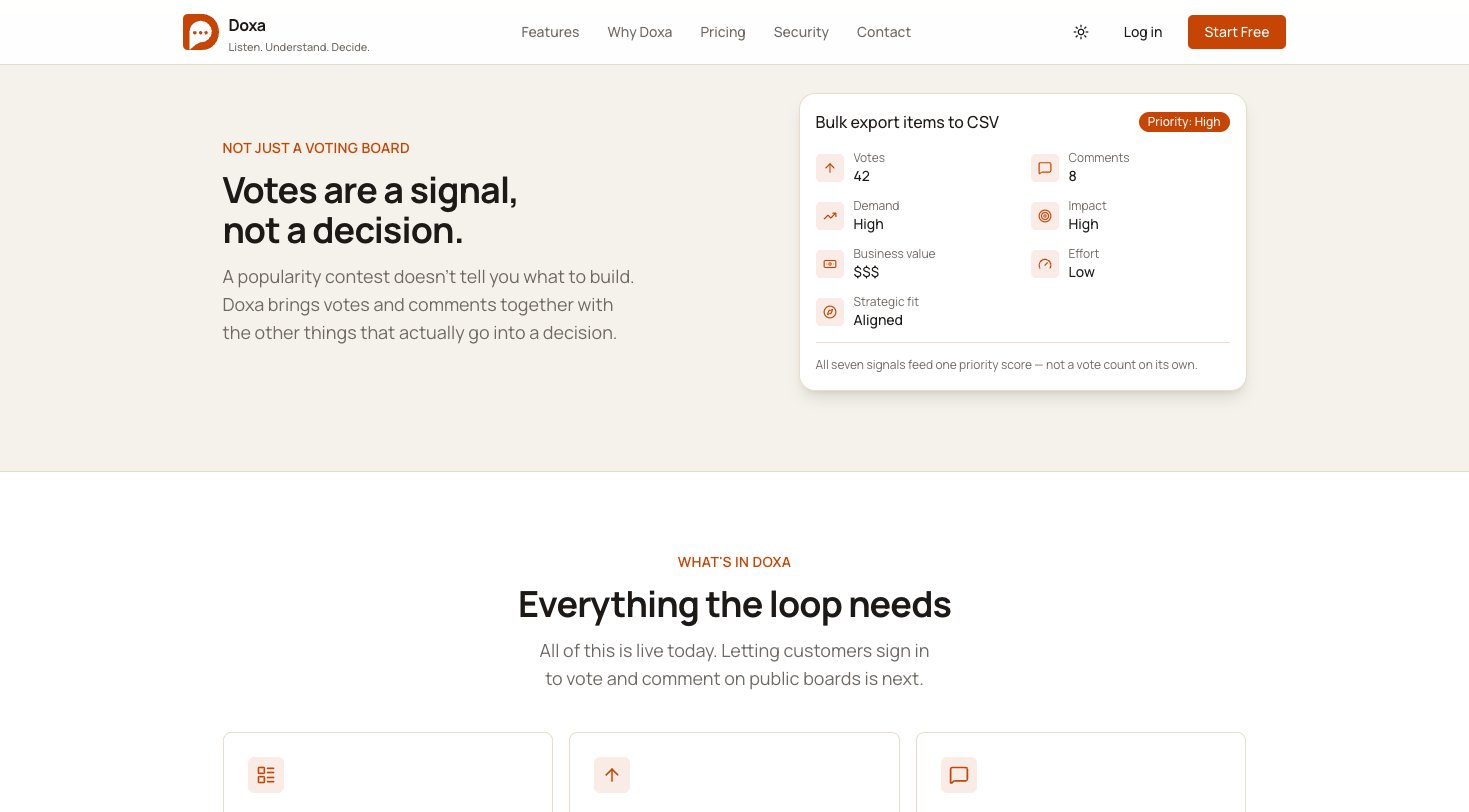 Doxa
Listen. Understand. Decide.
Features
Why Doxa
Pricing
Security
Contact
Log in
Start Free
NOT JUST A VOTING BOARD
Votes are a signal,
not a decision.
A popularity contest doesn’t tell you what to build.
Doxa brings votes and comments together with
the other things that actually go into a decision.
Bulk export items to CSV
Priority: High
Votes
42
Comments
8
Demand
High
Impact
High
Business value
$$$
Effort
Low
Strategic fit
Aligned
All seven signals feed one priority score — not a vote count on its own.
WHAT'S IN DOXA
Everything the loop needs
All of this is live today. Letting customers sign in
to vote and comment on public boards is next.